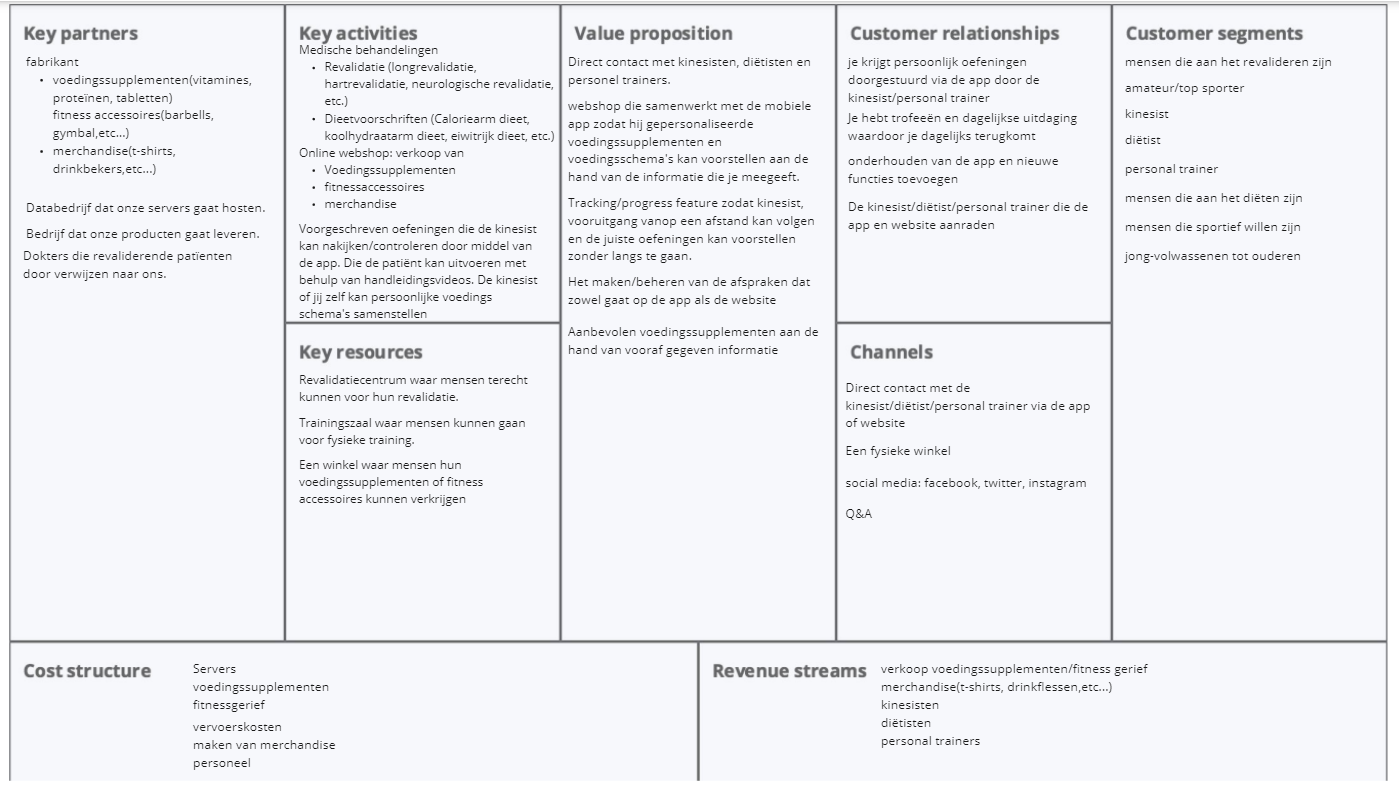 Key partners
fabrikant
• voedingssupplementen(vitamines,
proteïnen, tabletten)
fitness accessoires(barbells,
gymbal,etc...)
• merchandise(t-shirts,
drinkbekers,etc...)
Databedrijf dat onze servers gaat hosten.
Bedrijf dat onze producten gaat leveren.
Dokters die revaliderende patïenten
door verwijzen naar ons.
Key activities
Medische behandelingen
• Revalidatie (longrevalidatie,
hartrevalidatie, neurologische revalidatie,
etc.)
• Dieetvoorschriften (Caloriearm dieet,
koolhydraatarm dieet, eiwitrijk dieet, etc.)
Online webshop: verkoop van
• Voedingssupplementen
• fitnessaccessoires
• merchandise
Voorgeschreven oefeningen die de kinesist
kan nakijken/controleren door middel van
de app. Die de patiënt kan uitvoeren met
behulp van handleidingsvideos. De kinesist
of jij zelf kan persoonlijke voedings
schema's samenstellen
Key resources
Revalidatiecentrum waar mensen terecht
kunnen voor hun revalidatie.
Trainingszaal waar mensen kunnen gaan
voor fysieke training.
Een winkel waar mensen hun
voedingssupplementen of fitness
accessoires kunnen verkrijgen
Value proposition
Direct contact met kinesisten, diëtisten en
personel trainers.
webshop die samenwerkt met de mobiele
app zodat hij gepersonaliseerde
voedingssupplementen en
voedingsschema's kan voorstellen aan de
hand van de informatie die je meegeeft.
Tracking/progress feature zodat kinesist,
vooruitgang vanop een afstand kan volgen
en de juiste oefeningen kan voorstellen
zonder langs te gaan.
Het maken/beheren van de afspraken dat
zowel gaat op de app als de website
Aanbevolen voedingssupplementen aan de
hand van vooraf gegeven informatie
Customer relationships
je krijgt persoonlijk oefeningen
doorgestuurd via de app door de
kinesist/personal trainer
Je hebt trofeeën en dagelijkse uitdaging
waardoor je dagelijks terugkomt
onderhouden van de app en nieuwe
functies toevoegen
De kinesist/diëtist/personal trainer die de
app en website aanraden
Channels
Direct contact met de
kinesist/diëtist/personal trainer via de app
of website
Een fysieke winkel
social media: facebook, twitter, instagram
Q&A
Customer segments
mensen die aan het revalideren zijn
amateur/top sporter
kinesist
diëtist
personal trainer
mensen die aan het diëten zijn
mensen die sportief willen zijn
jong-volwassenen tot ouderen
Cost structure
Servers
voedingssupplementen
fitnessgerief
vervoerskosten
maken van merchandise
personeel
Revenue streams
verkoop voedingssupplementen/fitness gerief
merchandise(t-shirts, drinkflessen,etc...)
kinesisten
diëtisten
personal trainers